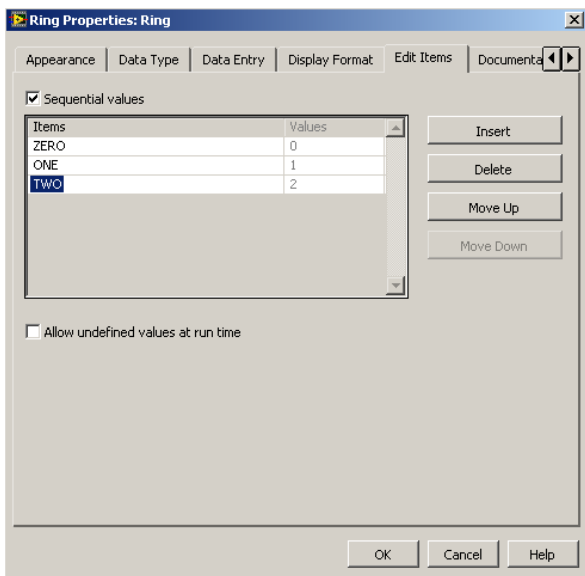 Ring Properties: Ring
Appearance Data Type Data Entry Display Format Edit Items Documenta
Sequential values
Items Values
ZERO 0
ONE 1
TWO 2
Insert
Delete
Move Up
Move Down
Allow undefined values at run time
OK Cancel Help